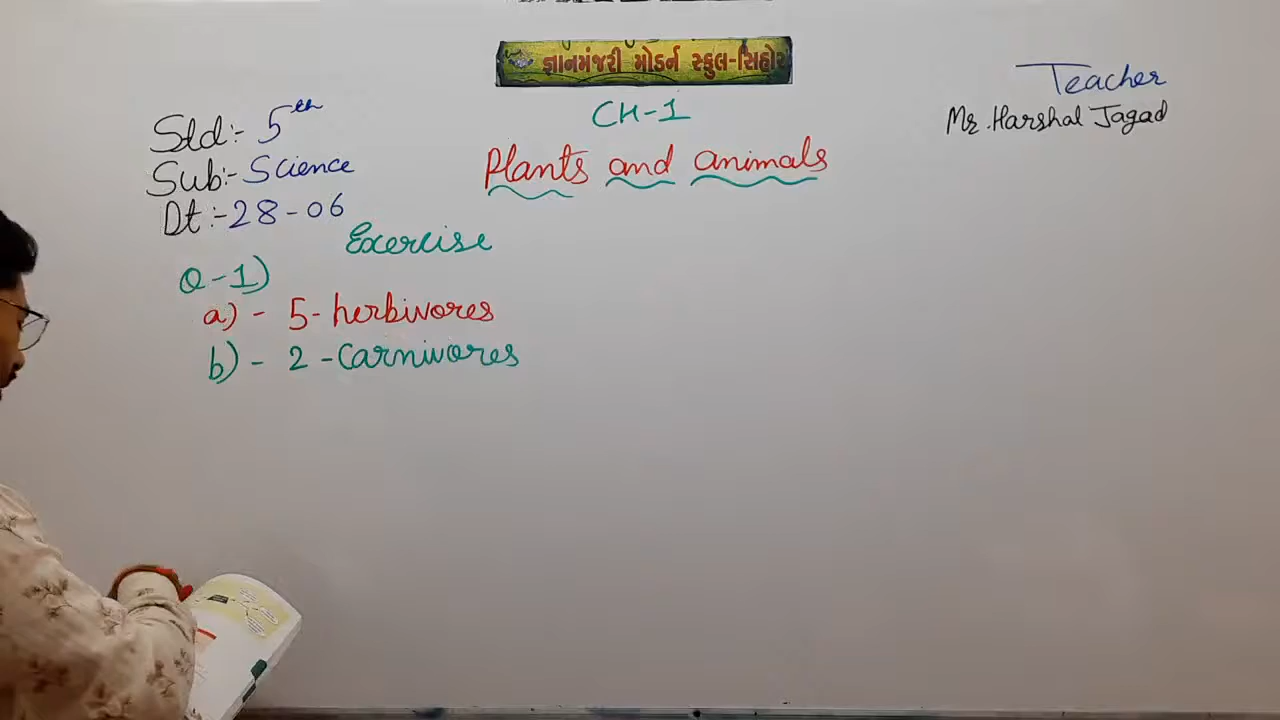 જ્ઞાનમંજરી મોડર્ન સ્કુલ-સિહોર
Teacher
Mr. Harshal Jagad
CH-1
Plants and animals
Std:- 5th
Sub:- Science
Dt:- 28-06
Exercise
Q-1)
a) - 5- herbivores
b) - 2 - Carnivores